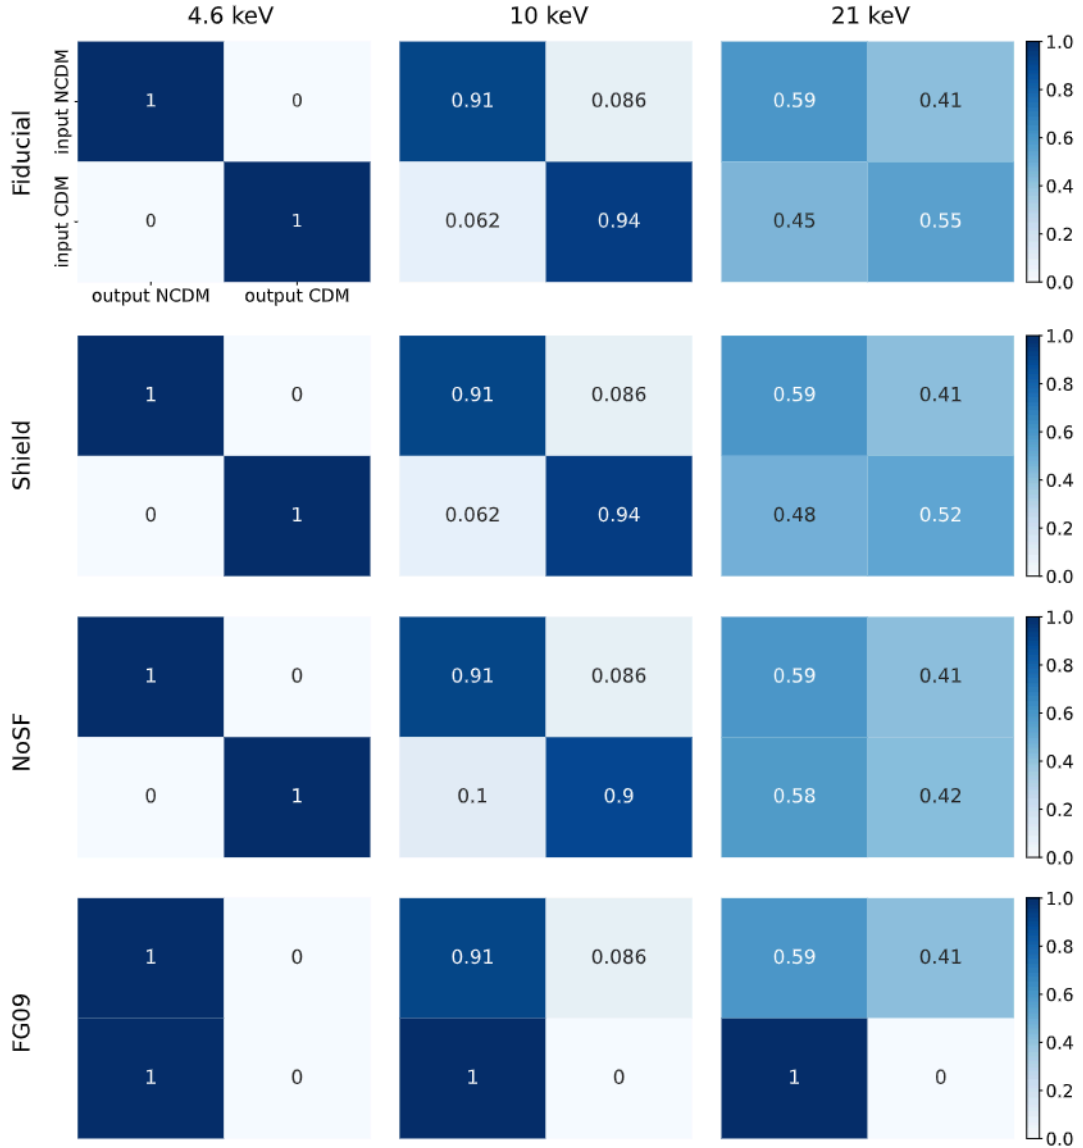 4.6 keV 10 keV 21 keV
Fiducial
input NCDM
input CDM
1 0 0.91 0.086 0.59 0.41
0 1 0.062 0.94 0.45 0.55
output NCDM output CDM
1.0
0.8
0.6
0.4
0.2
0.0
Shield
1 0 0.91 0.086 0.59 0.41
0 1 0.062 0.94 0.48 0.52
1.0
0.8
0.6
0.4
0.2
0.0
NoSF
1 0 0.91 0.086 0.59 0.41
0 1 0.1 0.9 0.58 0.42
1.0
0.8
0.6
0.4
0.2
0.0
FG09
1 0 0.91 0.086 0.59 0.41
1 0 1 0 1 0
1.0
0.8
0.6
0.4
0.2
0.0